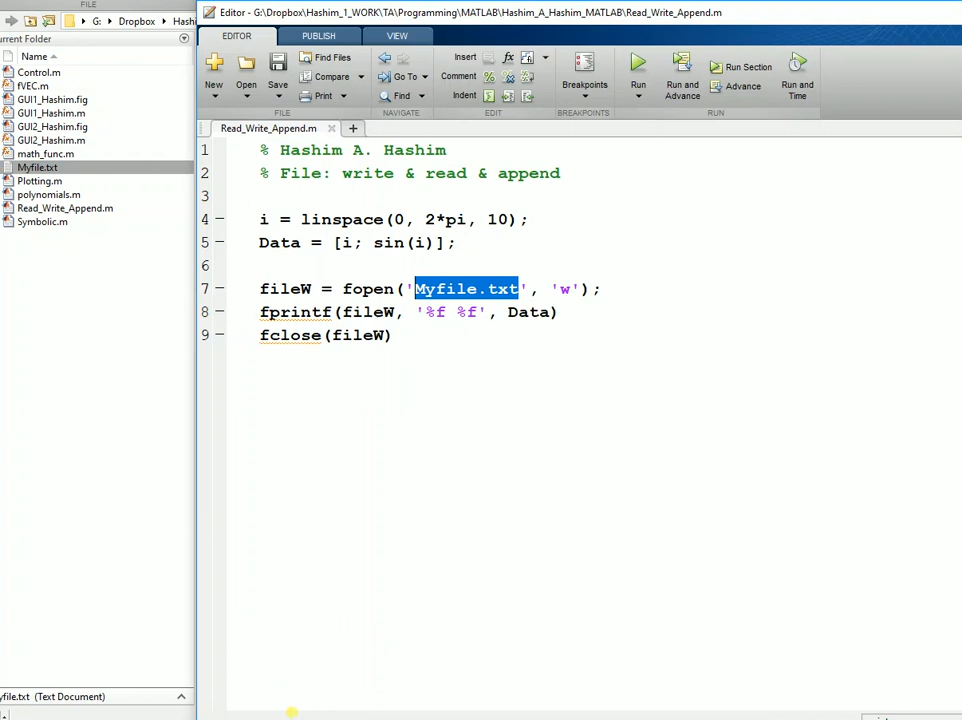 FILE
Editor - G:\Dropbox\Hashim_1_WORK\TA\Programming\MATLAB\Hashim_A_Hashim_MATLAB\Read_Write_Append.m
G: Dropbox Hashi
EDITOR PUBLISH VIEW
urrent Folder
Name
Control.m
fVEC.m
GUI1_Hashim.fig
GUI1_Hashim.m
GUI2_Hashim.fig
GUI2_Hashim.m
math_func.m
Myfile.txt
Plotting.m
polynomials.m
Read_Write_Append.m
Symbolic.m
yfile.txt (Text Document)
New Open Save
Find Files
Compare
Print
FILE
Go To
Find
NAVIGATE
Insert fx
Comment
Indent
EDIT
Breakpoints
BREAKPOINTS
Run
Run and Advance
Run Section
Advance
Run and Time
RUN
Read_Write_Append.m
1 % Hashim A. Hashim
2 % File: write & read & append
3
4 i = linspace(0, 2*pi, 10);
5 Data = [i; sin(i)];
6
7 fileW = fopen('Myfile.txt', 'w');
8 fprintf(fileW, '%f %f', Data)
9 fclose(fileW)